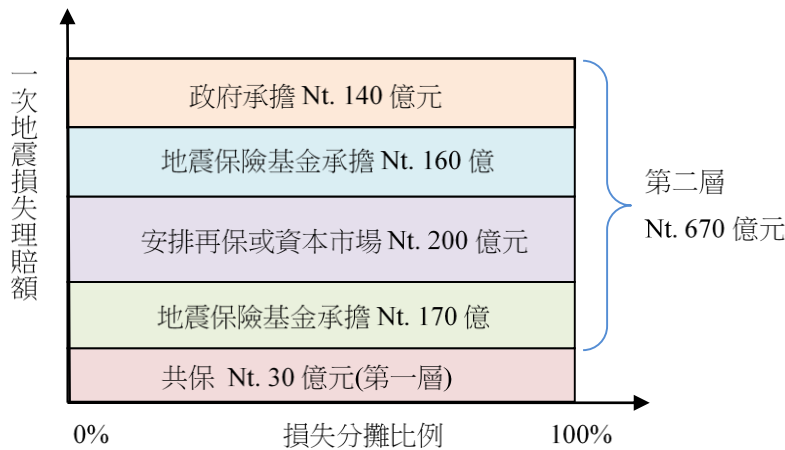 一次地震損失理賠額
政府承擔 Nt. 140 億元
地震保險基金承擔 Nt. 160 億
安排再保或資本市場 Nt. 200 億元
地震保險基金承擔 Nt. 170 億
共保 Nt. 30 億元(第一層)
第二層
Nt. 670 億元
0% 損失分攤比例 100%